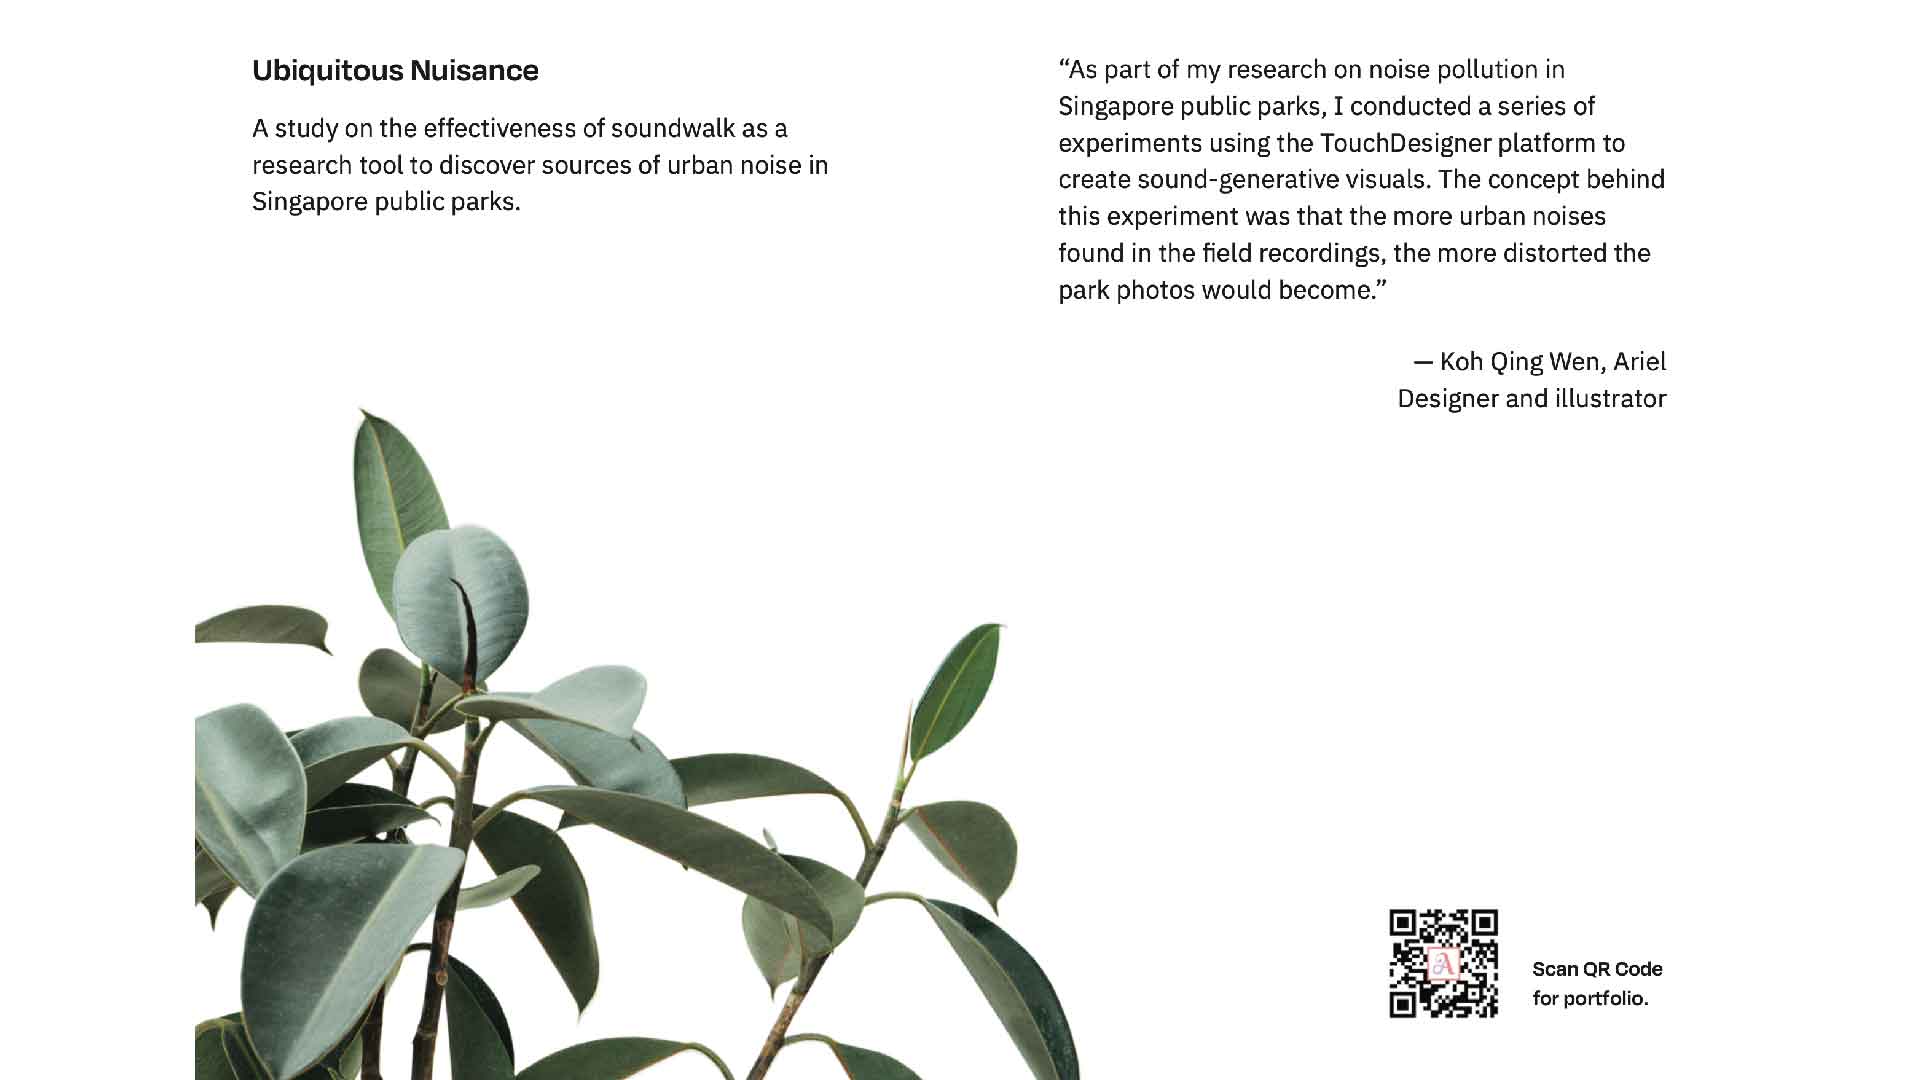 Ubiquitous Nuisance
A study on the effectiveness of soundwalk as a
research tool to discover sources of urban noise in
Singapore public parks.
“As part of my research on noise pollution in
Singapore public parks, I conducted a series of
experiments using the TouchDesigner platform to
create sound-generative visuals. The concept behind
this experiment was that the more urban noises
found in the field recordings, the more distorted the
park photos would become.”
— Koh Qing Wen, Ariel
Designer and illustrator
A
Scan QR Code
for portfolio.